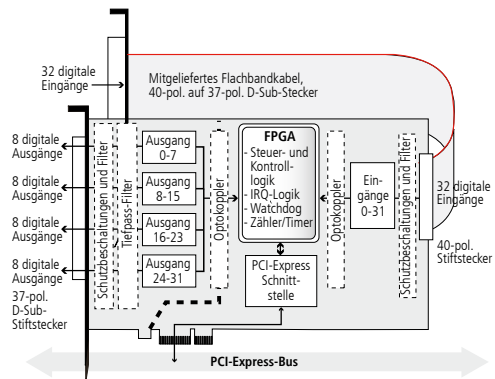 32 digitale
Eingänge
Mitgeliefertes Flachbandkabel,
40-pol. auf 37-pol. D-Sub-Stecker
8 digitale
Ausgänge
8 digitale
Ausgänge
8 digitale
Ausgänge
8 digitale
Ausgänge
37-pol.
D-Sub-
Stiftstecker
Schutzbeschaltungen und Filter
Tiefpass-Filter
Ausgang
0-7
Ausgang
8-15
Ausgang
16-23
Ausgang
24-31
Optokoppler
FPGA
- Steuer- und
Kontroll-
logik
- IRQ-Logik
- Watchdog
- Zähler/Timer
PCI-Express
Schnitt-
stelle
Optokoppler
Ein-
gänge
0-31
Schutzbeschaltungen und Filter
32 digitale
Eingänge
40-pol.
Stiftstecker
PCI-Express-Bus